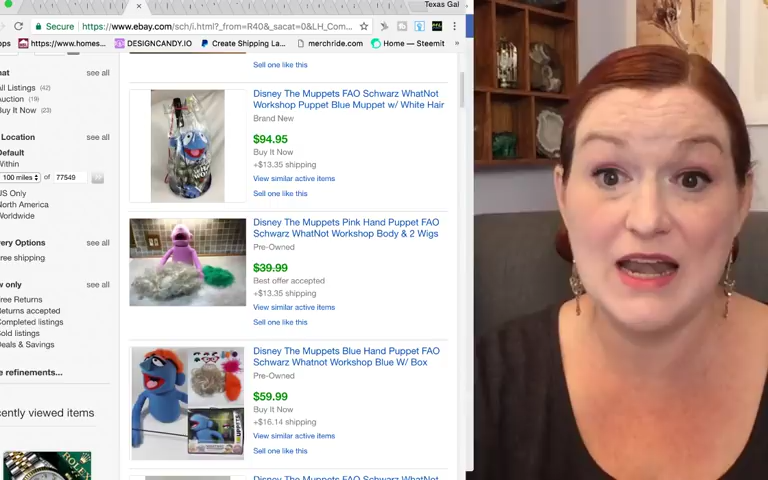 Texas Gal
Secure
https://www.ebay.com/sch/i.html?_from=R40&_sacat=0&LH_Com...
https://www.homes...
DESIGNCANDY.IO
Create Shipping La...
merchride.com
Home — Steemit
»
see all
All Listings (42)
Auction (19)
Buy It Now (23)
Location
see all
Default
Within
100 miles of 77549
US Only
North America
Worldwide
see all
Free shipping
see all
Free Returns
Returns accepted
Completed listings
Sold listings
Deals & Savings
Sell one like this
Disney The Muppets FAO Schwarz WhatNot
Workshop Puppet Blue Muppet w/ White Hair
Brand New
$94.95
Buy It Now
+$13.35 shipping
View similar active items
Sell one like this
Disney The Muppets Pink Hand Puppet FAO
Schwarz WhatNot Workshop Body & 2 Wigs
Pre-Owned
$39.99
Best offer accepted
+$13.35 shipping
View similar active items
Sell one like this
Disney The Muppets Blue Hand Puppet FAO
Schwarz Whatnot Workshop Blue W/ Box
Pre-Owned
$59.99
Buy It Now
+$16.14 shipping
View similar active items
Sell one like this
Disney The Muppets FAO Schwarz WhatNot
refinements...
viewed items
ROLEX